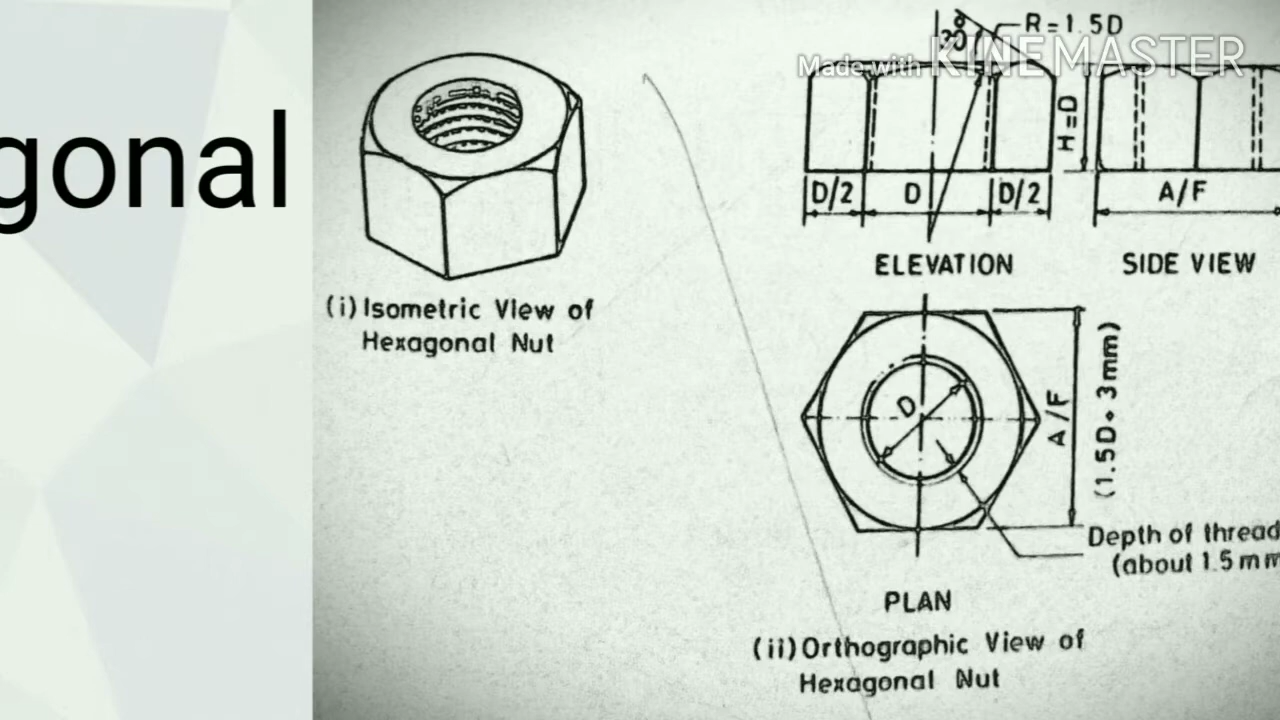 gonal
(i) Isometric View of
Hexagonal Nut
30°
R = 1.5D
Made with KINEMASTER
H = D
D/2
D
D/2
A/F
ELEVATION
SIDE VIEW
D
A/F
(1.5D + 3mm)
Depth of thread
(about 1.5 mm
PLAN
(ii) Orthographic View of
Hexagonal Nut